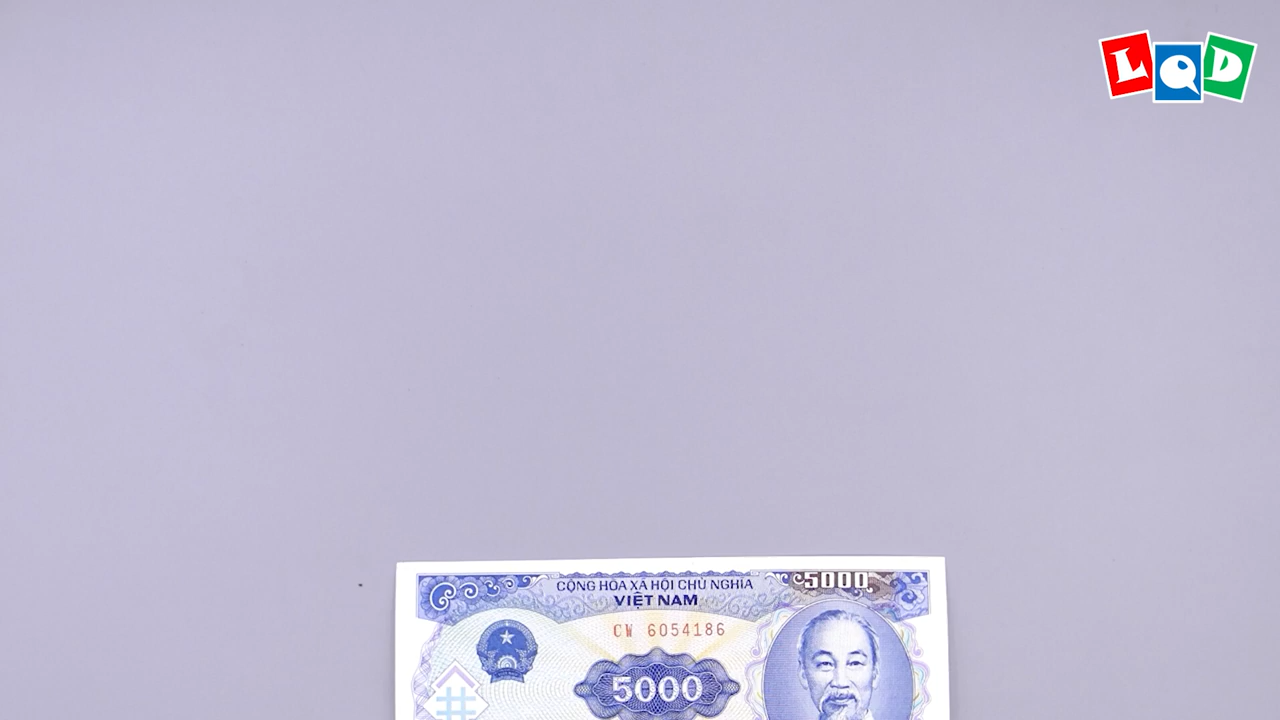 LQD
CỘNG HÒA XÃ HỘI CHỦ NGHĨA
5000
VIỆT NAM
CW 6054186
5000